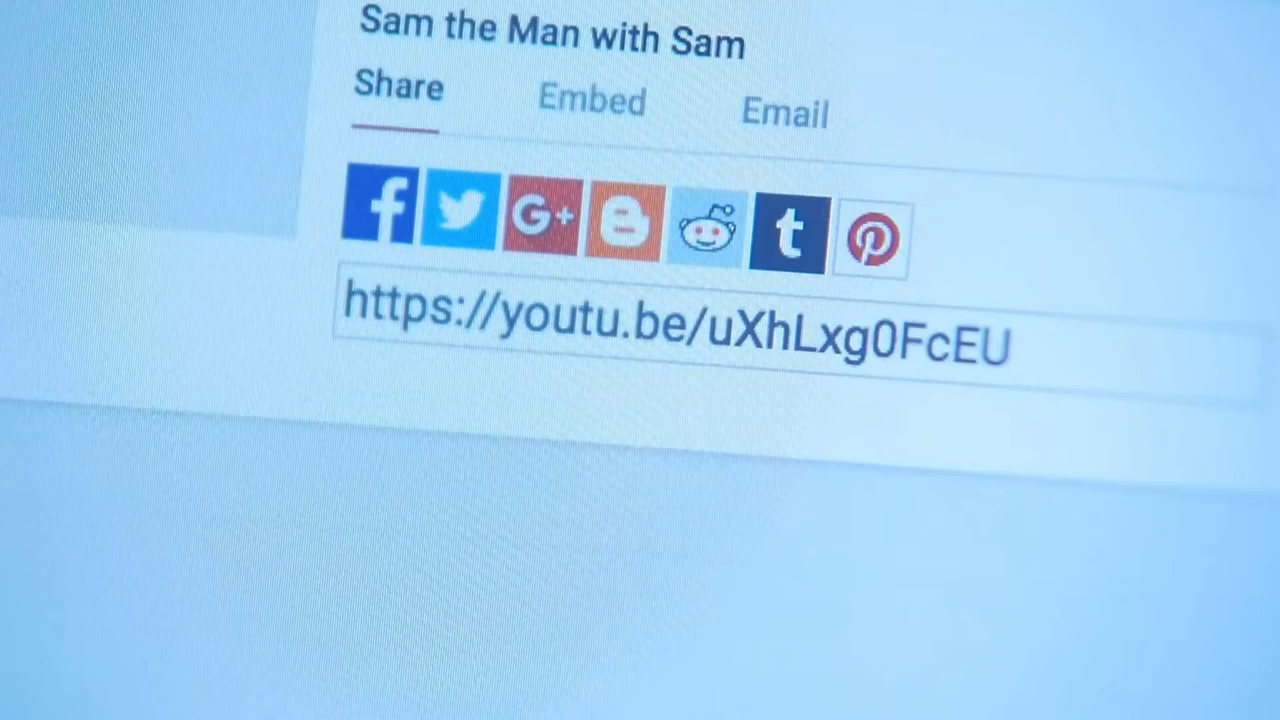 Sam the Man with Sam
Share Embed Email
f G+ B t P
https://youtu.be/uXhLxg0FcEU